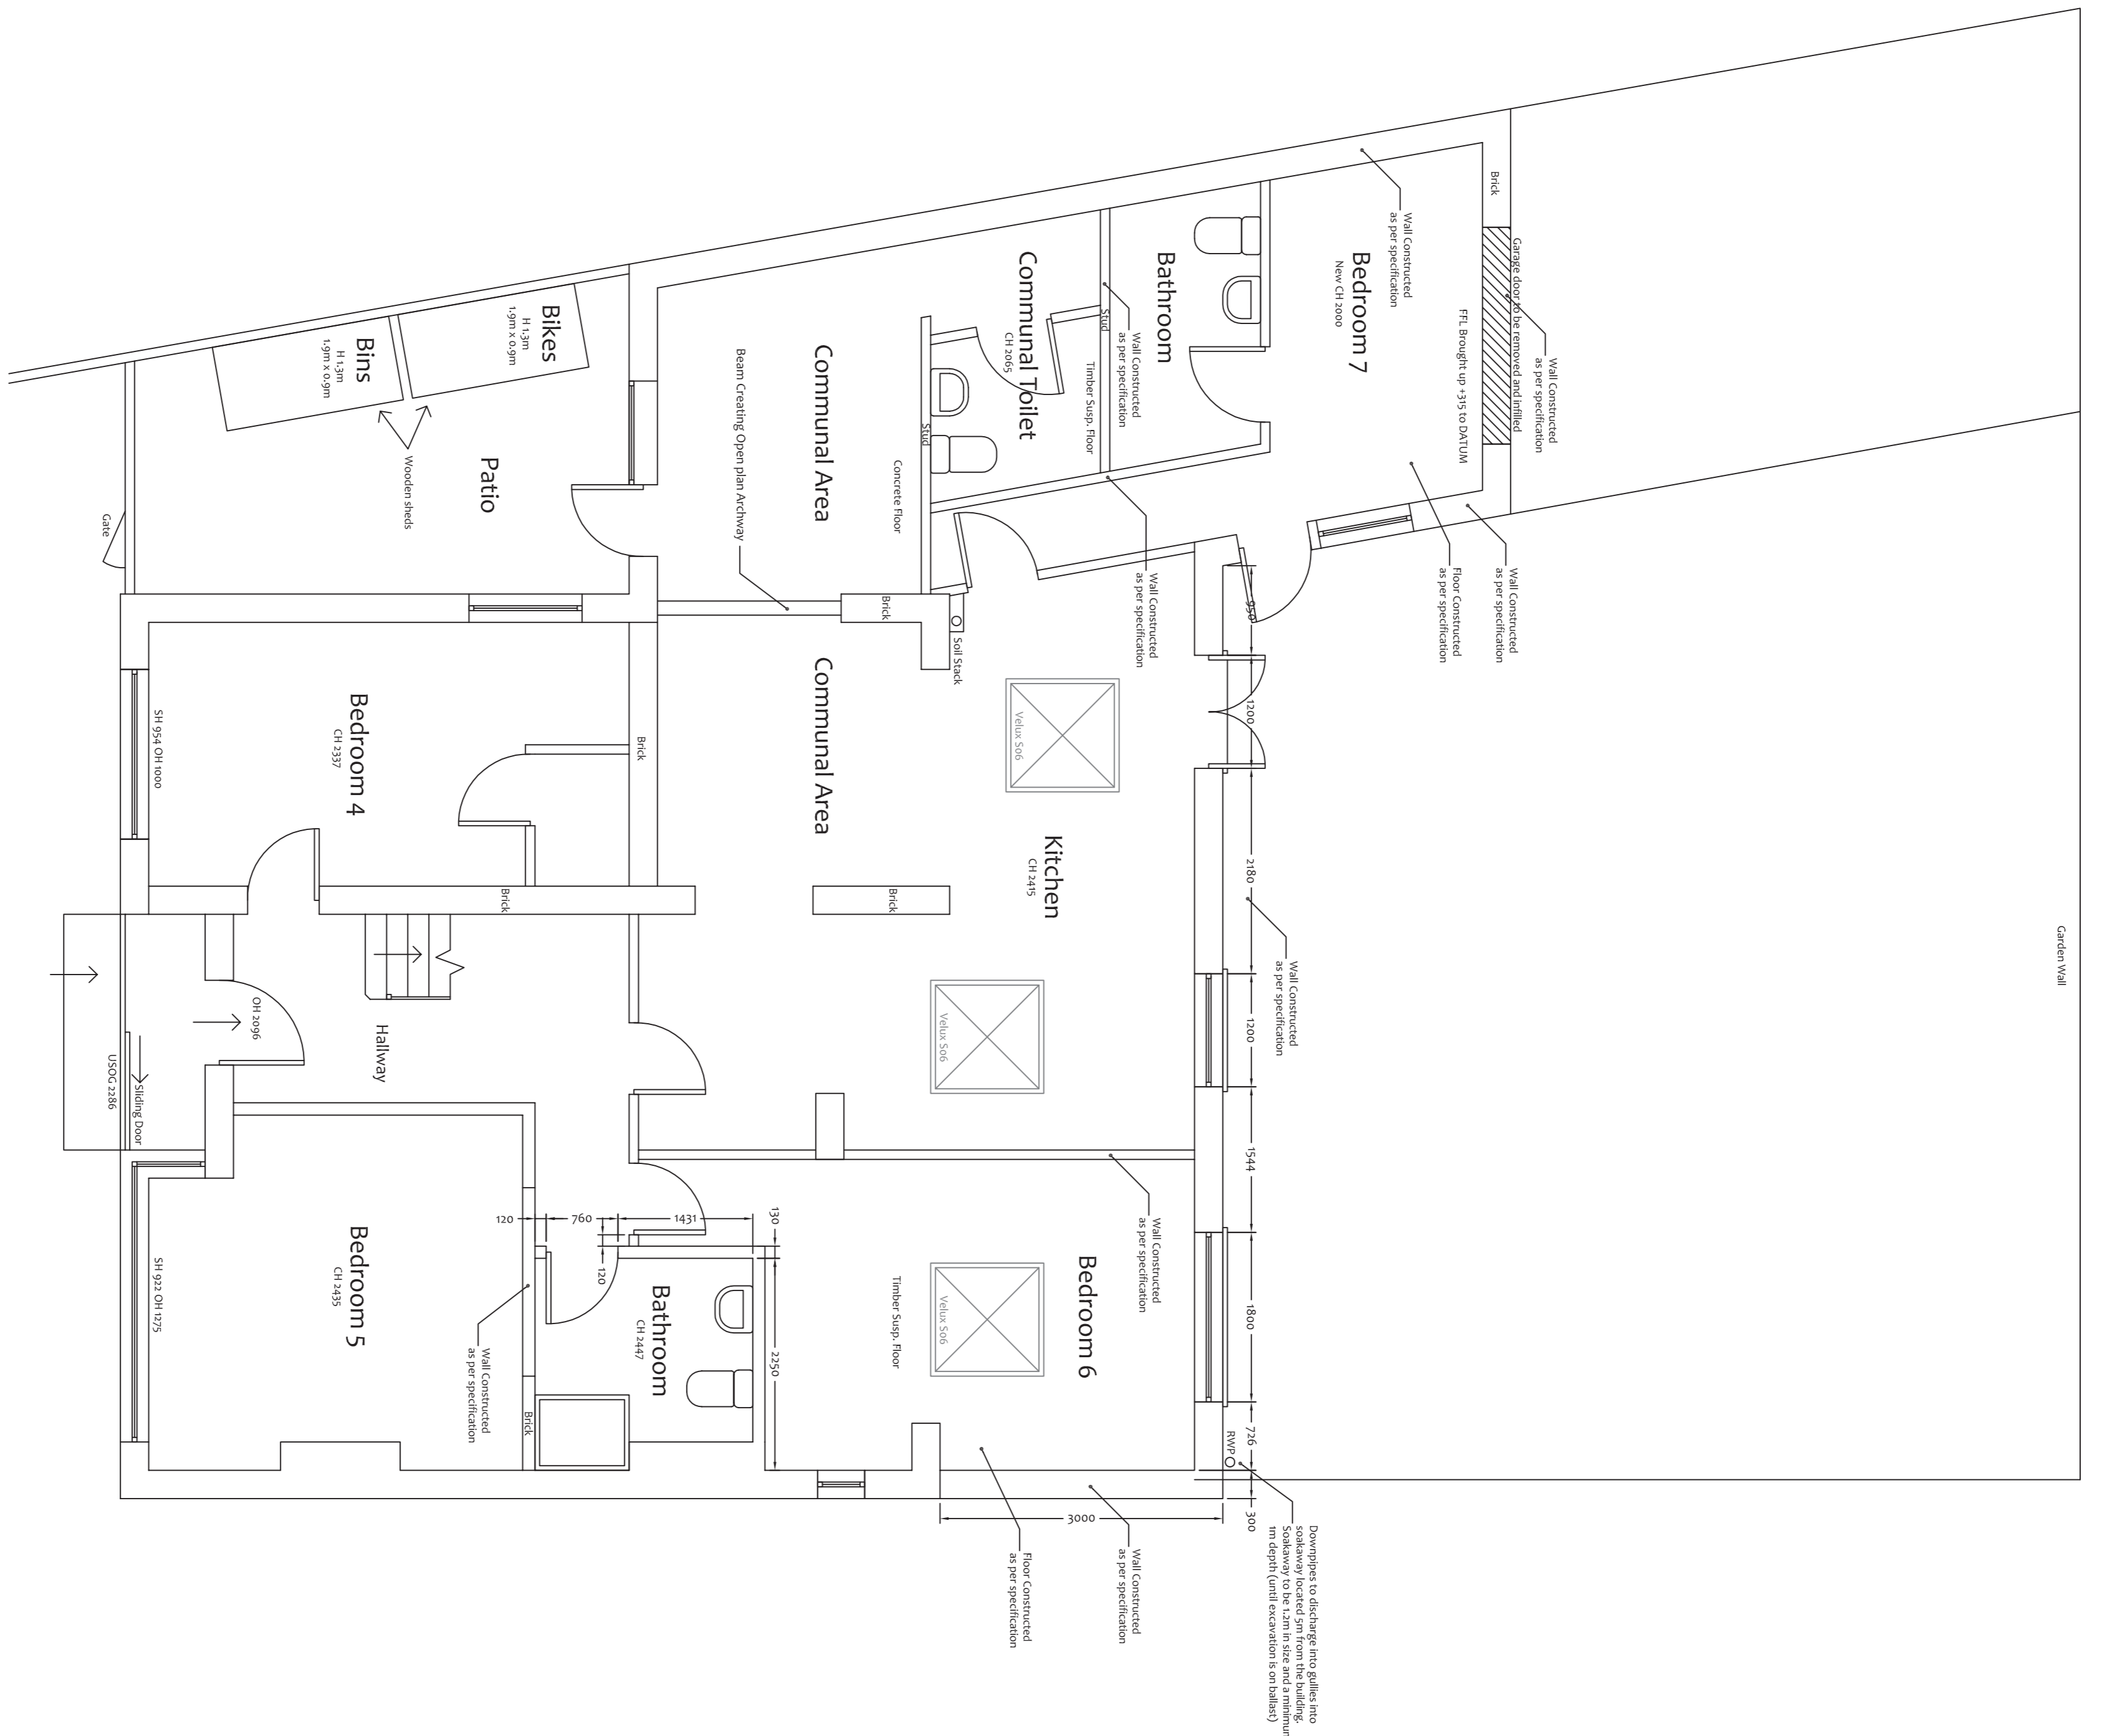 Garden Wall
Wall Constructed
as per specification
Garage door to be removed and infilled
Brick
FFL Brought up +315 to DATUM
Wall Constructed
as per specification
Bedroom 7
New CH 2000
Wall Constructed
as per specification
Floor Constructed
as per specification
Bathroom
Wall Constructed
as per specification
Stud
Timber Susp. Floor
Communal Toilet
CH 2065
Wall Constructed
as per specification
Stud
Concrete Floor
Communal Area
Beam Creating Open plan Archway
Bikes
H 1.3m
1.9m x 0.9m
Bins
H 1.3m
1.9m x 0.9m
Wooden sheds
Patio
Gate
950
1200
2180
1200
1544
1800
726
300
Wall Constructed
as per specification
Brick
Soil Stack
Velux S06
Kitchen
CH 2415
Communal Area
Brick
Velux S06
Brick
Bedroom 4
CH 2337
SH 954 OH 1000
Brick
OH 2096
Hallway
Sliding Door
USOG 2286
Wall Constructed
as per specification
Bedroom 6
Velux S06
Timber Susp. Floor
RWP
3000
Wall Constructed
as per specification
Floor Constructed
as per specification
Downpipes to discharge into gullies into
soakaway located 5m from the building.
Soakaway to be 1.2m in size and a minimum
1m depth (until excavation is on ballast)
130
2250
1431
760
120
120
Bathroom
CH 2447
Brick
Wall Constructed
as per specification
Bedroom 5
CH 2435
SH 922 OH 1275